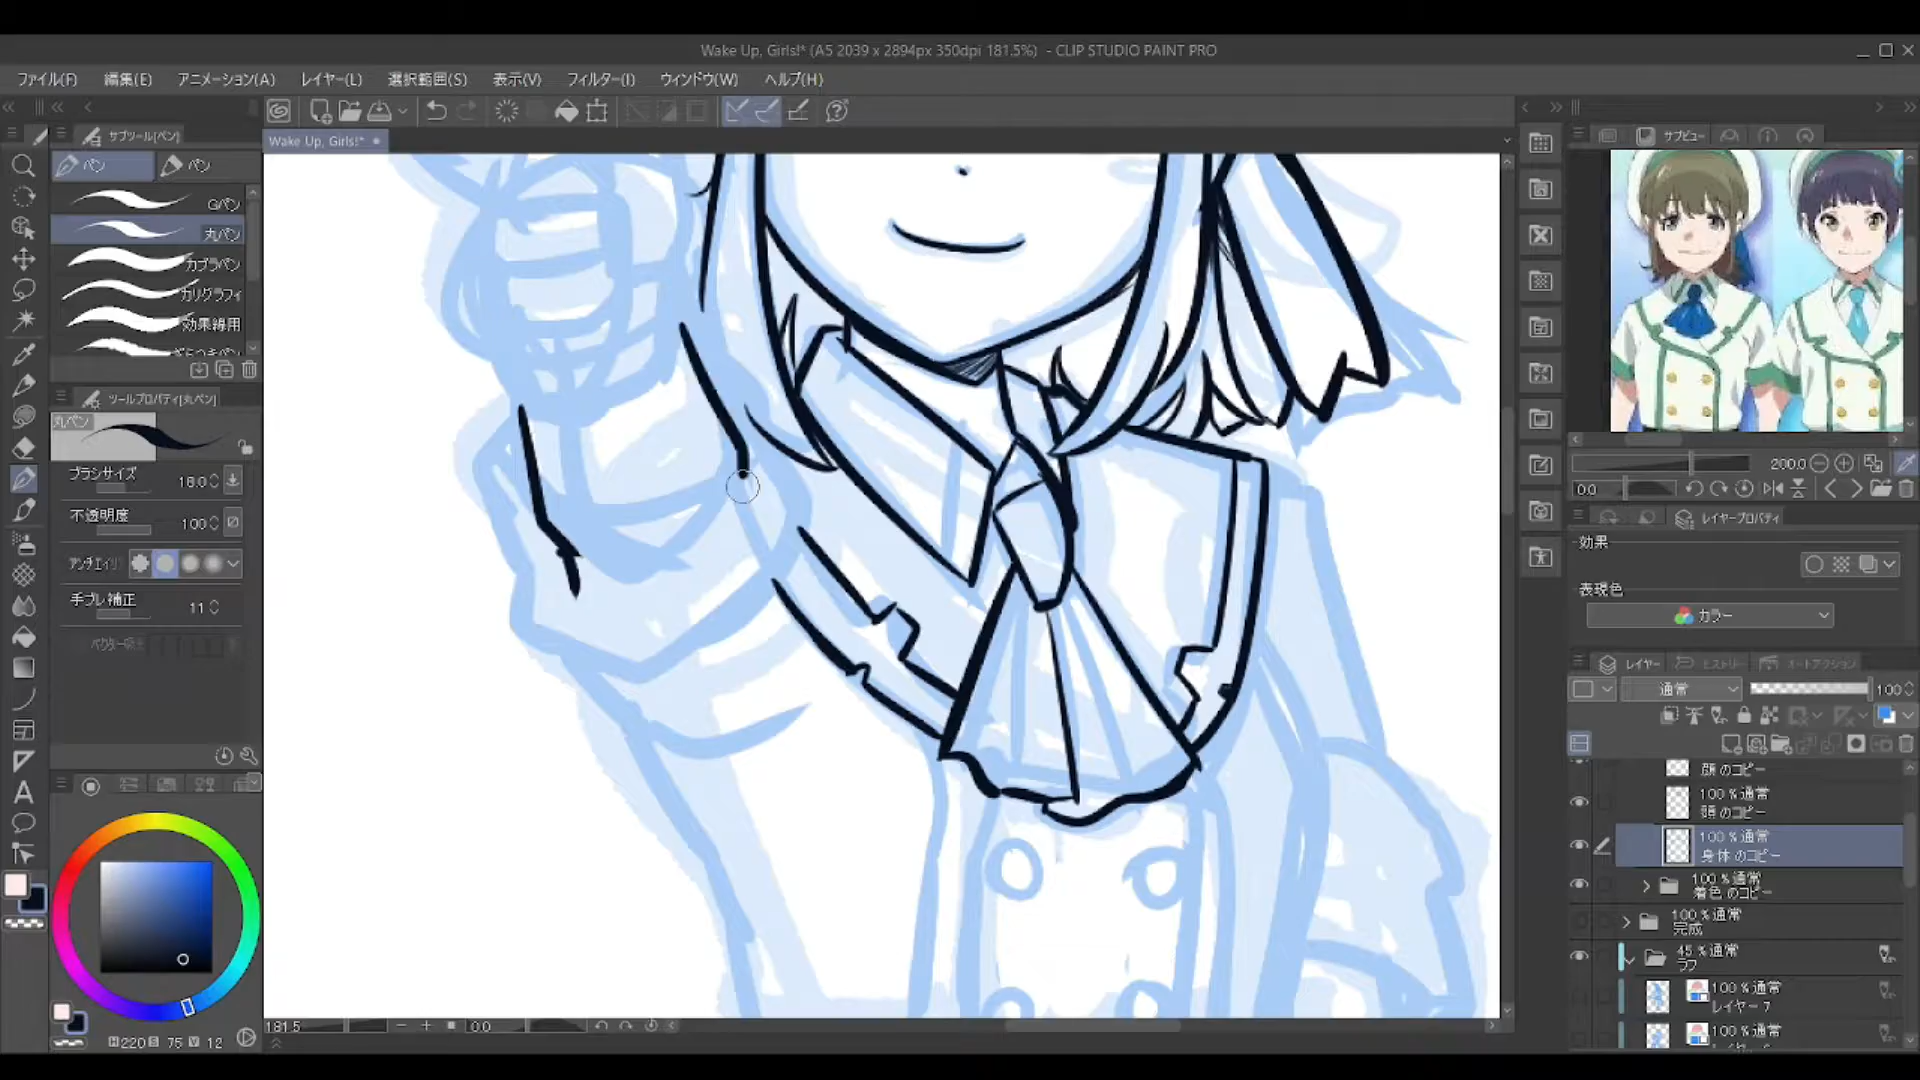 Wake Up, Girls!* (A5 2039 x 2894px 350dpi 181.5%) - CLIP STUDIO PAINT PRO
ファイル(F) 編集(E) アニメーション(A) レイヤー(L) 選択範囲(S) 表示(V) フィルター(I) ウィンドウ(W) ヘルプ(H)
サブツール[ペン]
Wake Up, Girls!*
サブビュー
ペン ペン
Gペン
丸ペン
カブラペン
カリグラフィ
効果線用
ざらつきペン
ツールプロパティ[丸ペン]
丸ペン
ブラシサイズ 18.0
不透明度 100
アンチエイリ
手ブレ補正 11
ベクター吸
200.0
0.0
レイヤープロパティ
効果
表現色
カラー
レイヤー ヒストリー オートアクション
通常 100
顔 のコピー
100 % 通常
頭 のコピー
100 % 通常
身体 のコピー
100 % 通常
着色 のコピー
100 % 通常
完成
45 % 通常
ラフ
100 % 通常
レイヤー 7
100 % 通常
181.5 0.0
H 220 S 75 V 12